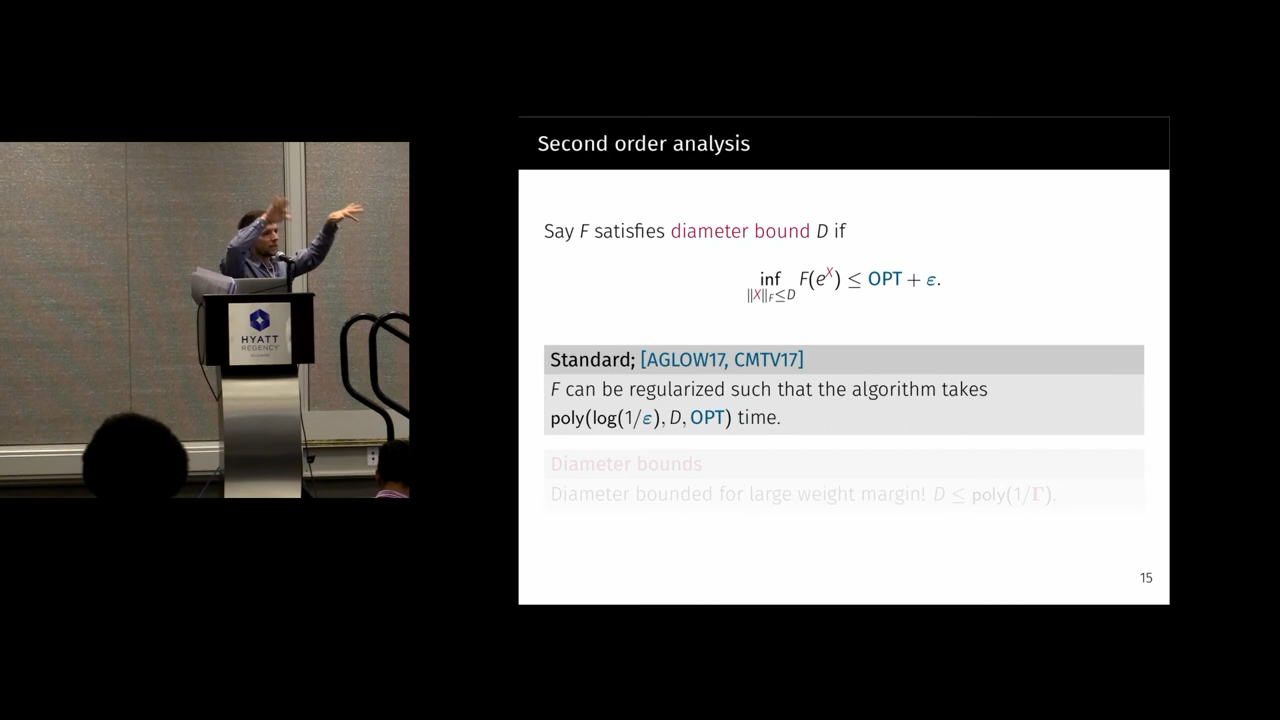 HYATT
REGENCY
Second order analysis
Say F satisfies diameter bound D if
inf F(e^X) ≤ OPT + ε.
‖X‖_F≤D
Standard; [AGLOW17, CMTV17]
F can be regularized such that the algorithm takes
poly(log(1/ε), D, OPT) time.
Diameter bounds
Diameter bounded for large weight margin! D ≤ poly(1/Γ).
15